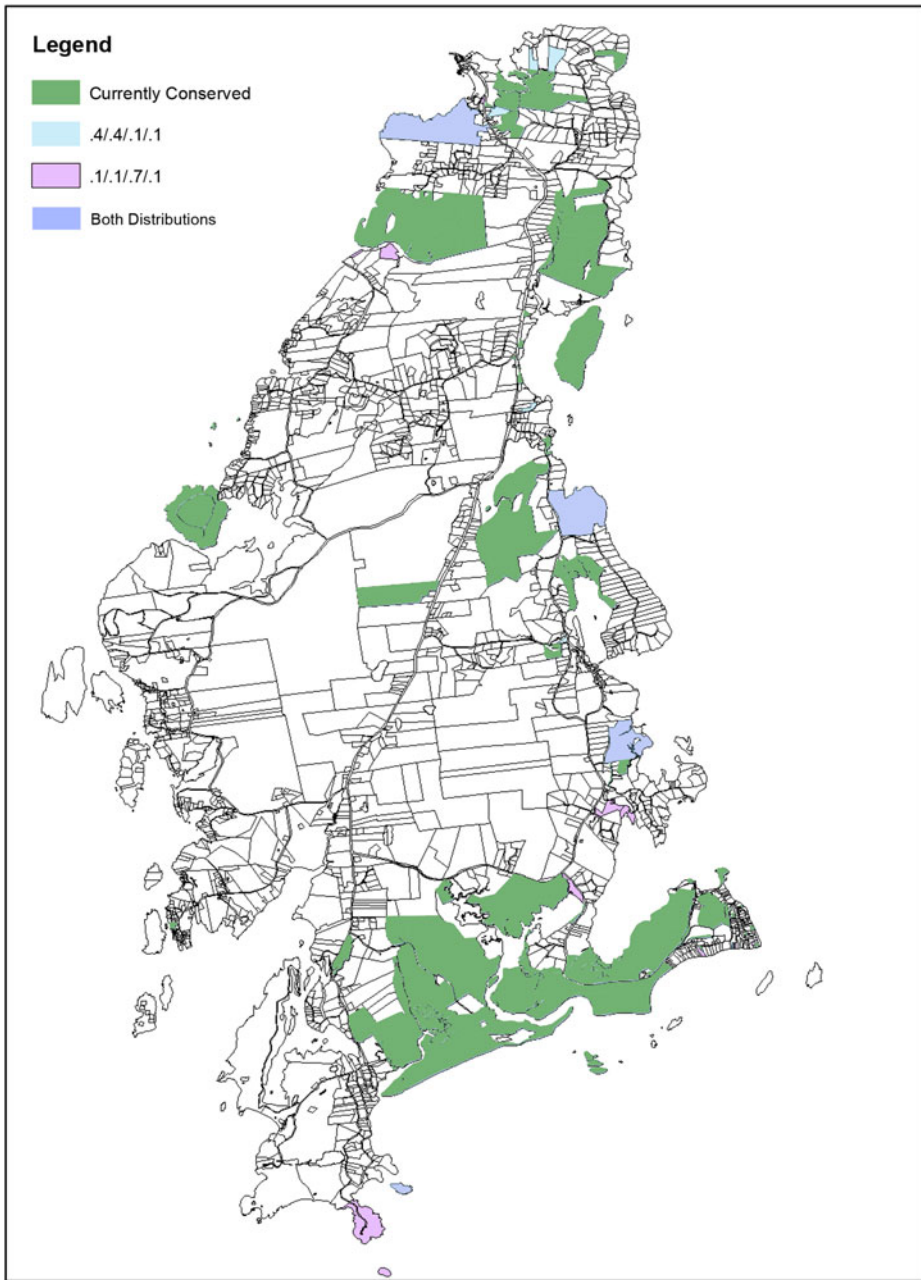 Legend
Currently Conserved
.4/.4/.1/.1
.1/.1/.7/.1
Both Distributions